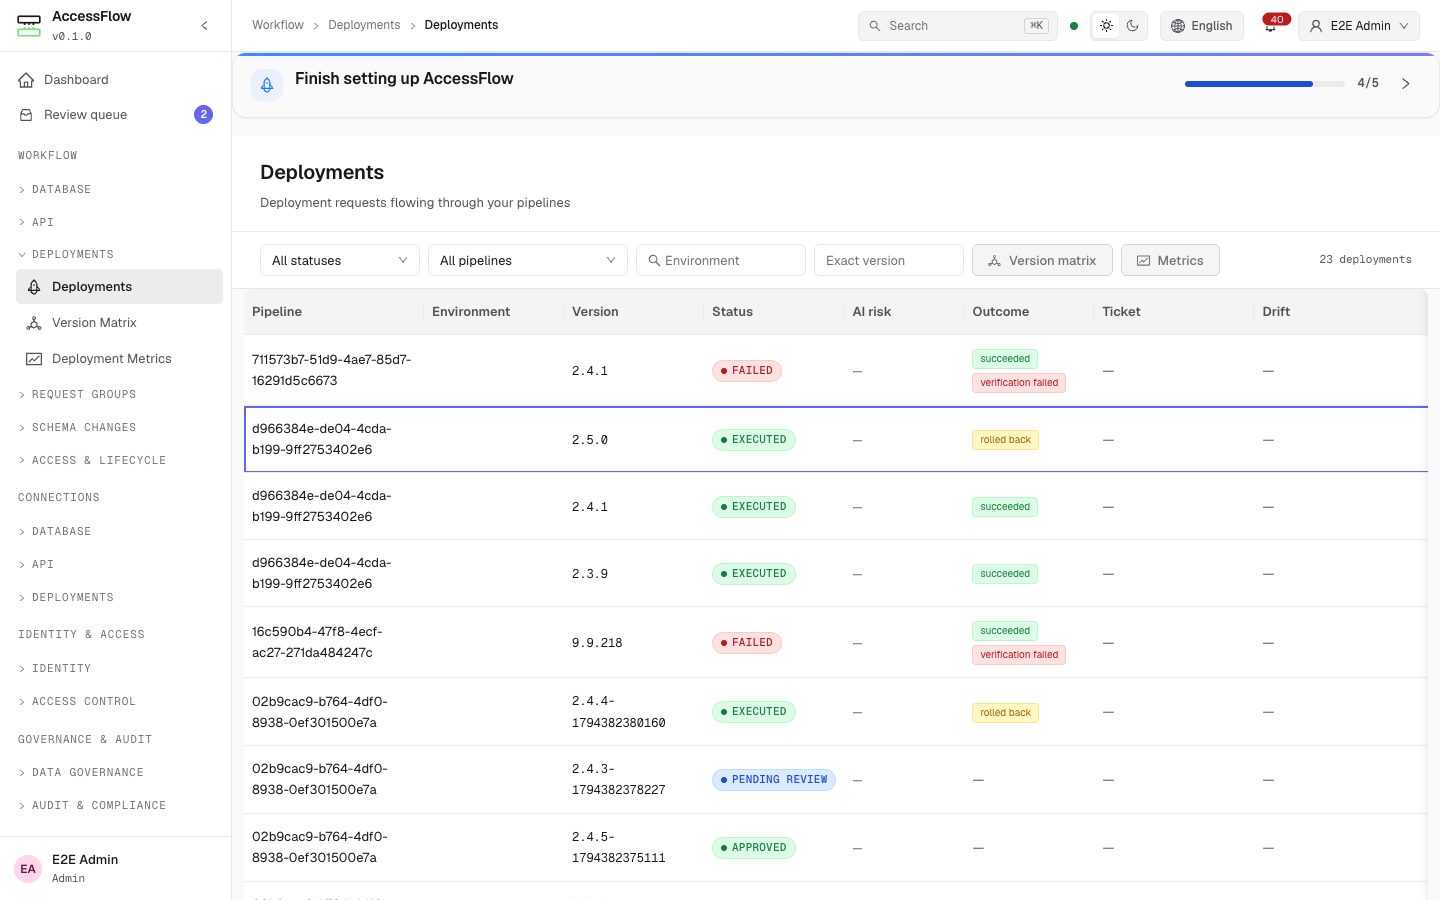 AccessFlow
v0.1.0
Workflow
Deployments
Deployments
Search
⌘K
English
40
E2E Admin
Dashboard
Review queue
2
WORKFLOW
DATABASE
API
DEPLOYMENTS
Deployments
Version Matrix
Deployment Metrics
REQUEST GROUPS
SCHEMA CHANGES
ACCESS & LIFECYCLE
CONNECTIONS
DATABASE
API
DEPLOYMENTS
IDENTITY & ACCESS
IDENTITY
ACCESS CONTROL
GOVERNANCE & AUDIT
DATA GOVERNANCE
AUDIT & COMPLIANCE
EA
E2E Admin
Admin
Finish setting up AccessFlow
4/5
Deployments
Deployment requests flowing through your pipelines
All statuses
All pipelines
Environment
Exact version
Version matrix
Metrics
23 deployments
Pipeline Environment Version Status AI risk Outcome Ticket Drift
711573b7-51d9-4ae7-85d7-
16291d5c6673
2.4.1
FAILED
—
succeeded
verification failed
—
—
d966384e-de04-4cda-
b199-9ff2753402e6
2.5.0
EXECUTED
—
rolled back
—
—
d966384e-de04-4cda-
b199-9ff2753402e6
2.4.1
EXECUTED
—
succeeded
—
—
d966384e-de04-4cda-
b199-9ff2753402e6
2.3.9
EXECUTED
—
succeeded
—
—
16c590b4-47f8-4ecf-
ac27-271da484247c
9.9.218
FAILED
—
succeeded
verification failed
—
—
02b9cac9-b764-4df0-
8938-0ef301500e7a
2.4.4-
1794382380160
EXECUTED
—
rolled back
—
—
02b9cac9-b764-4df0-
8938-0ef301500e7a
2.4.3-
1794382378227
PENDING REVIEW
—
—
—
—
02b9cac9-b764-4df0-
8938-0ef301500e7a
2.4.5-
1794382375111
APPROVED
—
—
—
—